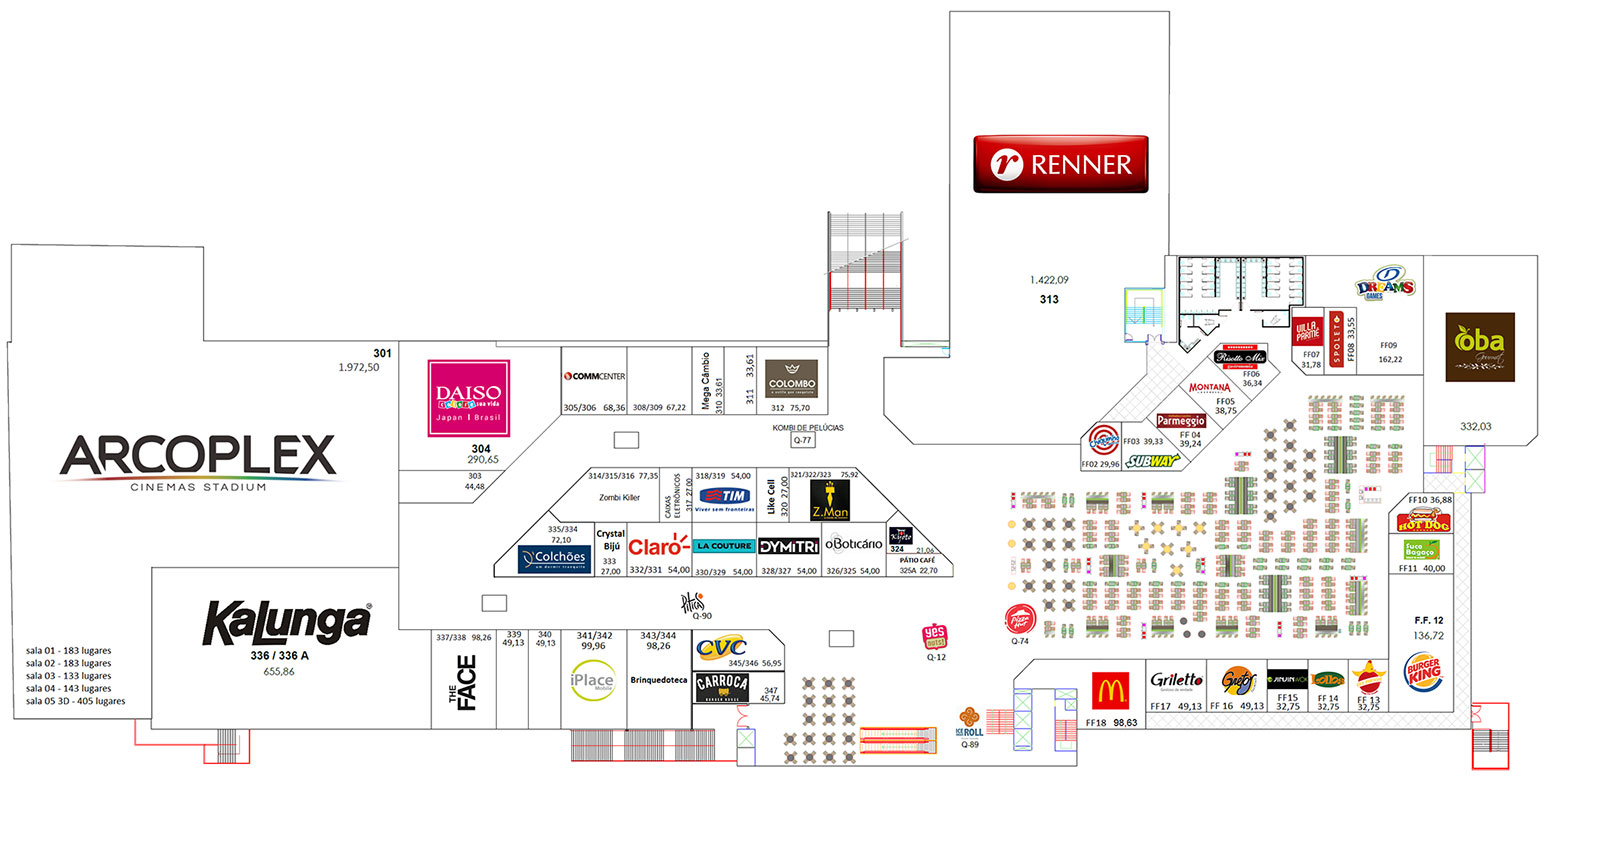 RENNER
1.422,09
313
301
1.972,50
ARCOPLEX
CINEMAS STADIUM
DAISO
Japan | Brasil
304
290,65
303
44,48
COMMCENTER
305/306 68,36
308/309 67,22
Mega Câmbio
310 33,61
311 33,61
COLOMBO
312 75,70
KOMBI DE PELÚCIAS
Q-77
314/315/316 77,35
Zombi Killer
CAIXAS
ELETRÔNICOS
317 27,00
318/319 54,00
TIM
Viver sem fronteiras
Like Cell
320 27,00
321/322/323 75,92
Z.Man
335/334
72,10
Colchões
Crystal
Bijú
333
27,00
Claro
332/331 54,00
LA COUTURE
330/329 54,00
DYMITRI
328/327 54,00
oBoticário
326/325 54,00
Kyoto
324
21,06
PÁTIO CAFÉ
325A 22,70
KaLunga
336 / 336 A
655,86
sala 01 - 183 lugares
sala 02 - 183 lugares
sala 03 - 133 lugares
sala 04 - 143 lugares
sala 05 3D - 405 lugares
337/338 98,26
THE
FACE
339
49,13
340
49,13
341/342
99,96
iPlace
Mobile
343/344
98,26
Brinquedoteca
CVC
345/346 56,95
CARROCA
347
45,74
Piticas
Q-90
yes
Q-12
ICE
ROLL
Q-89
Pizza
Hut
Q-74
DREAMS
GAMES
VILLA
PARMÊ
FF07
31,78
SPOLETO
FF08 33,55
FF09
162,22
oba
Gourmet
332,03
Risotto Mix
FF06
36,34
MONTANA
FF05
38,75
Parmeggio
FF 04
39,24
FF03 39,33
SUBWAY
FF02 29,96
FF10 36,88
HOT DOG
Suco
Bagaço
FF11 40,00
F.F. 12
136,72
BURGER
KING
FF18 98,63
Griletto
FF17 49,13
FF 16 49,13
JINJIN
FF15
32,75
FF 14
32,75
FF 13
32,75